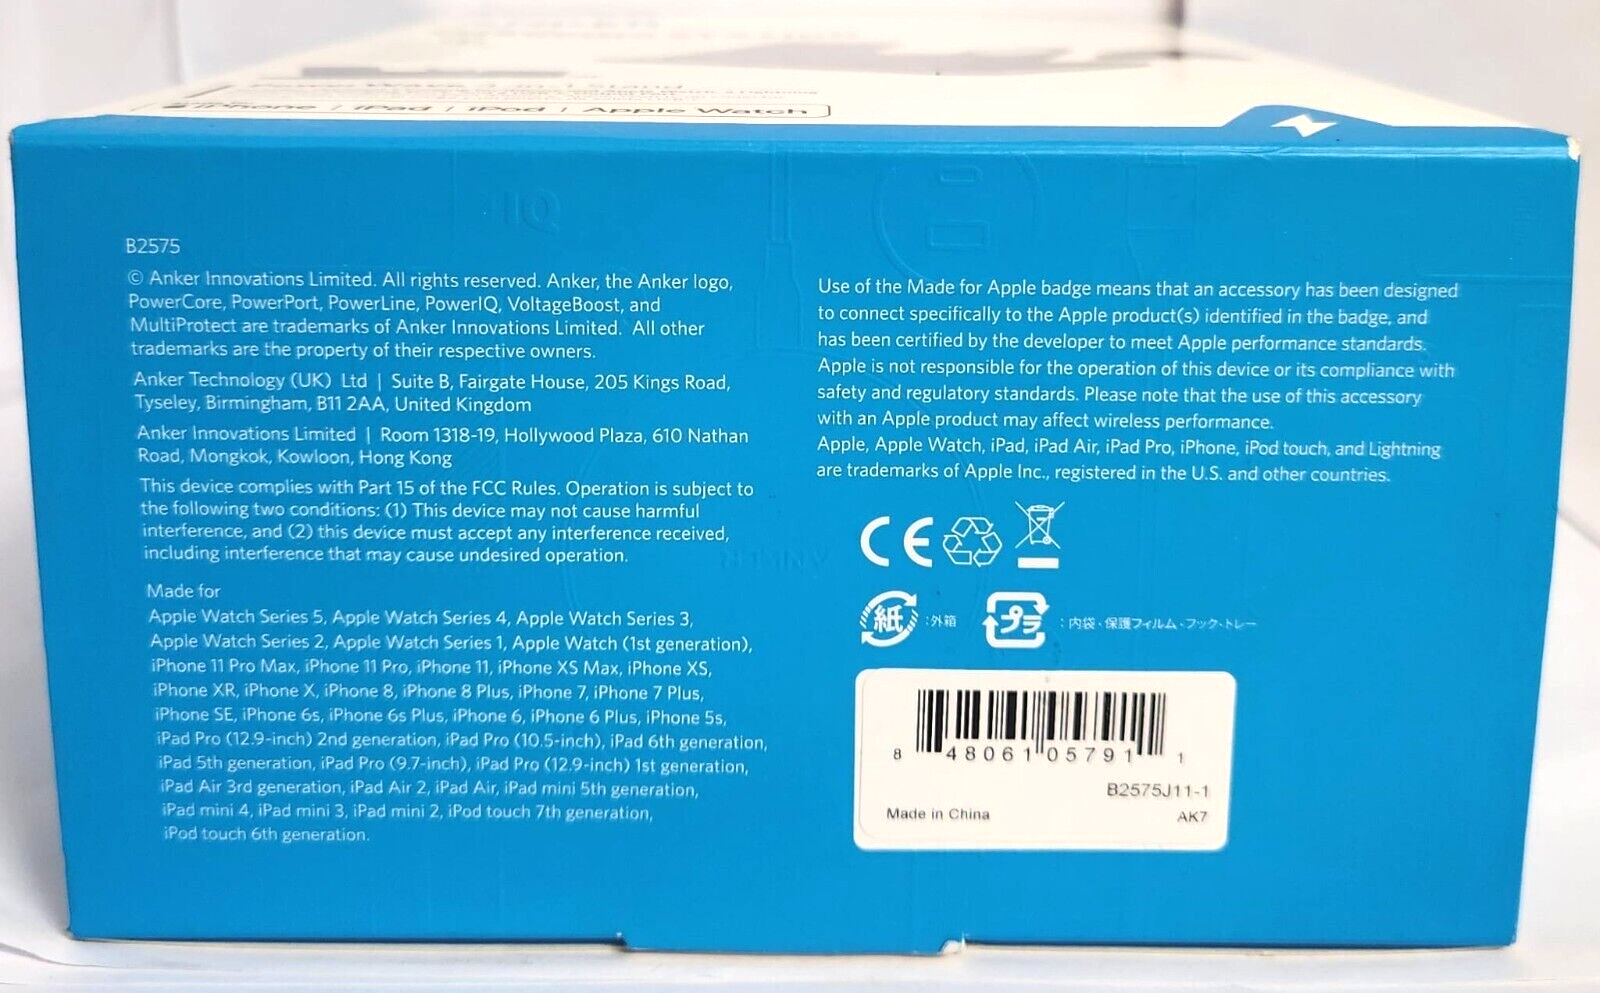 iPhone | iPad | iPod | Apple Watch
B2575
© Anker Innovations Limited. All rights reserved. Anker, the Anker logo,
PowerCore, PowerPort, PowerLine, PowerIQ, VoltageBoost, and
MultiProtect are trademarks of Anker Innovations Limited. All other
trademarks are the property of their respective owners.
Anker Technology (UK) Ltd | Suite B, Fairgate House, 205 Kings Road,
Tyseley, Birmingham, B11 2AA, United Kingdom
Anker Innovations Limited | Room 1318-19, Hollywood Plaza, 610 Nathan
Road, Mongkok, Kowloon, Hong Kong
This device complies with Part 15 of the FCC Rules. Operation is subject to
the following two conditions: (1) This device may not cause harmful
interference, and (2) this device must accept any interference received,
including interference that may cause undesired operation.
Made for
Apple Watch Series 5, Apple Watch Series 4, Apple Watch Series 3,
Apple Watch Series 2, Apple Watch Series 1, Apple Watch (1st generation),
iPhone 11 Pro Max, iPhone 11 Pro, iPhone 11, iPhone XS Max, iPhone XS,
iPhone XR, iPhone X, iPhone 8, iPhone 8 Plus, iPhone 7, iPhone 7 Plus,
iPhone SE, iPhone 6s, iPhone 6s Plus, iPhone 6, iPhone 6 Plus, iPhone 5s,
iPad Pro (12.9-inch) 2nd generation, iPad Pro (10.5-inch), iPad 6th generation,
iPad 5th generation, iPad Pro (9.7-inch), iPad Pro (12.9-inch) 1st generation,
iPad Air 3rd generation, iPad Air 2, iPad Air, iPad mini 5th generation,
iPad mini 4, iPad mini 3, iPad mini 2, iPod touch 7th generation,
iPod touch 6th generation.
Use of the Made for Apple badge means that an accessory has been designed
to connect specifically to the Apple product(s) identified in the badge, and
has been certified by the developer to meet Apple performance standards.
Apple is not responsible for the operation of this device or its compliance with
safety and regulatory standards. Please note that the use of this accessory
with an Apple product may affect wireless performance.
Apple, Apple Watch, iPad, iPad Air, iPad Pro, iPhone, iPod touch, and Lightning
are trademarks of Apple Inc., registered in the U.S. and other countries.
CE
紙 :外箱 プラ :内袋・保護フィルム・フック・トレー
8 48061 05791 1
B2575J11-1
Made in China AK7